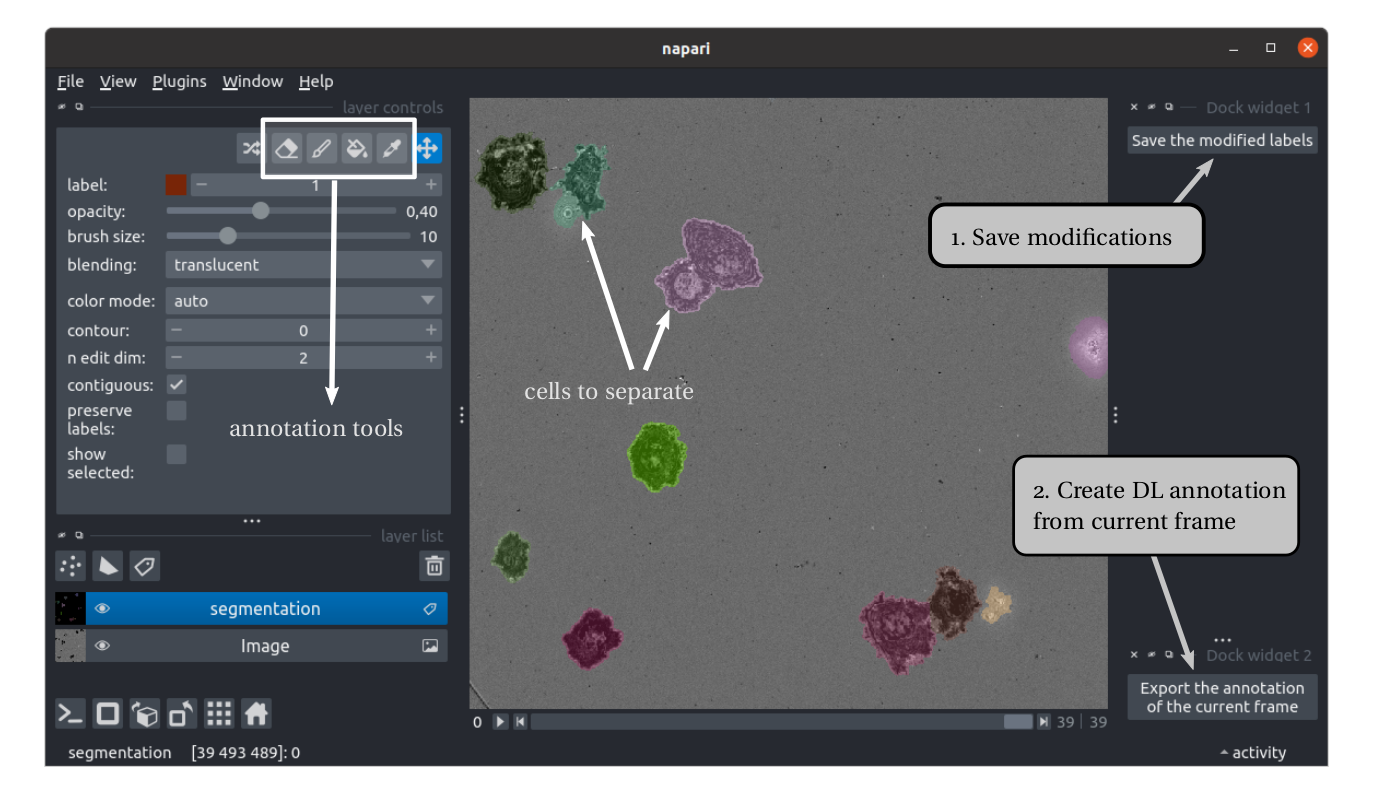 napari
File View Plugins Window Help
layer controls
label: 1
opacity: 0,40
brush size: 10
blending: translucent
color mode: auto
contour: 0
n edit dim: 2
contiguous:
preserve
labels:
show
selected:
annotation tools
layer list
segmentation
Image
segmentation [39 493 489]: 0
cells to separate
0 39 | 39
Dock widget 1
Save the modified labels
1. Save modifications
2. Create DL annotation
from current frame
Dock widget 2
Export the annotation
of the current frame
activity